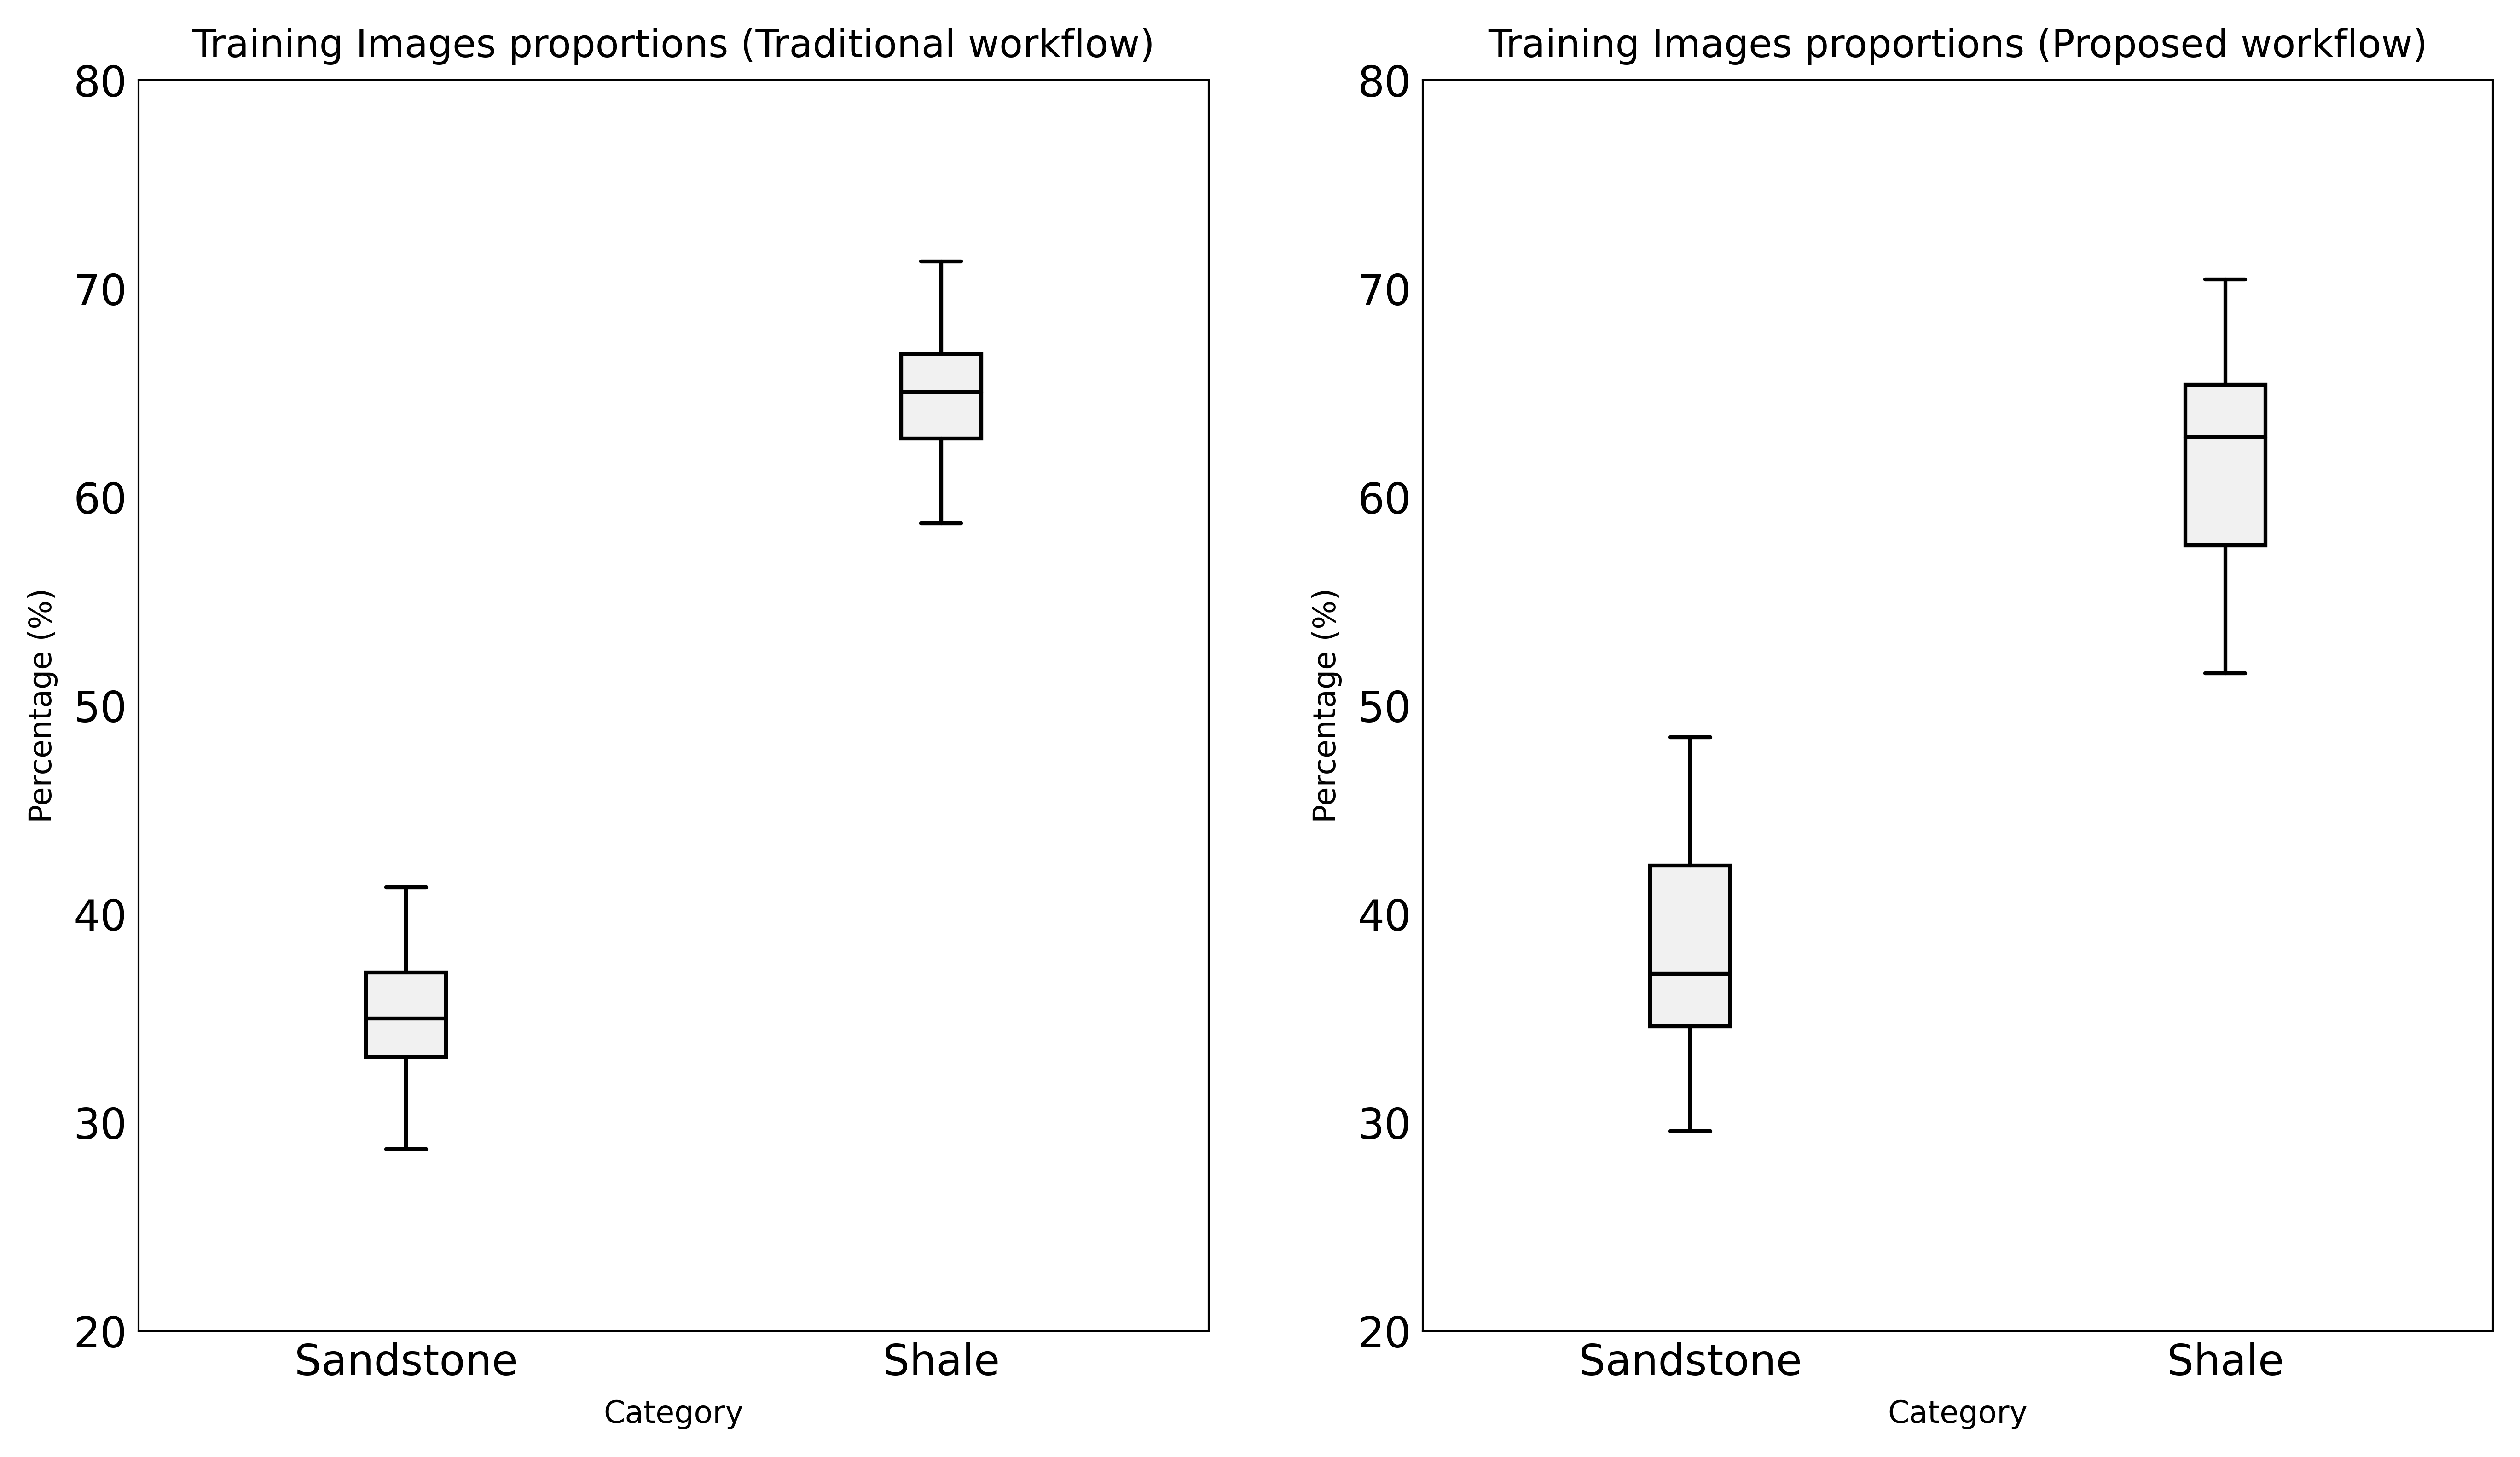 Training Images proportions (Traditional workflow)
80
70
60
50
40
30
20
Percentage (%)
Sandstone Shale
Category
Training Images proportions (Proposed workflow)
80
70
60
50
40
30
20
Percentage (%)
Sandstone Shale
Category